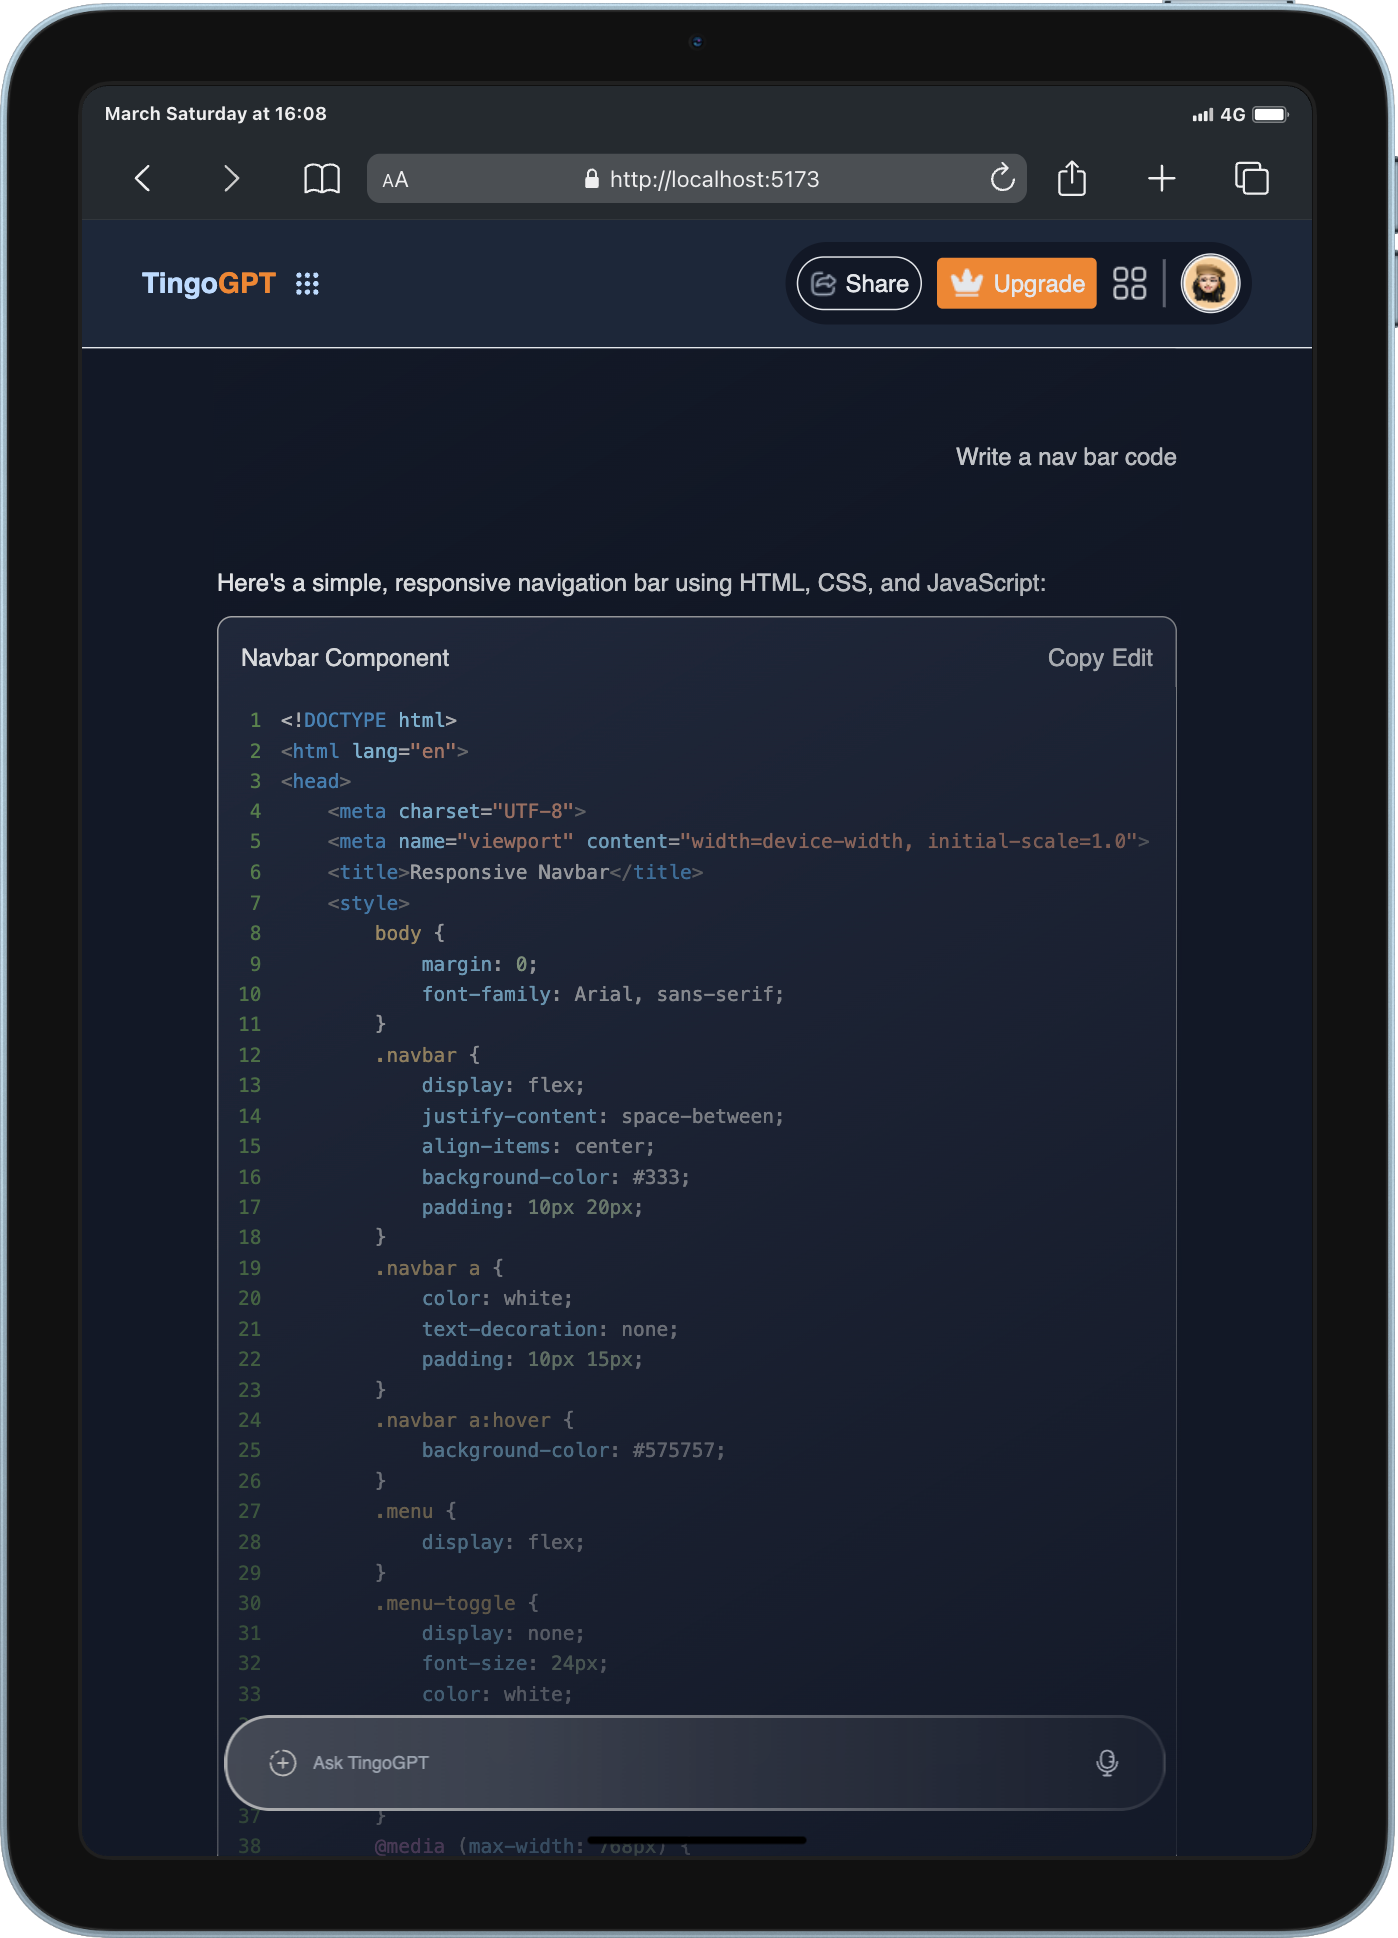 March Saturday at 16:08
4G
AA
http://localhost:5173
TingoGPT
Share
Upgrade
Write a nav bar code
Here's a simple, responsive navigation bar using HTML, CSS, and JavaScript:
Navbar Component
Copy Edit
1 <!DOCTYPE html>
2 <html lang="en">
3 <head>
4     <meta charset="UTF-8">
5     <meta name="viewport" content="width=device-width, initial-scale=1.0">
6     <title>Responsive Navbar</title>
7     <style>
8         body {
9             margin: 0;
10             font-family: Arial, sans-serif;
11         }
12         .navbar {
13             display: flex;
14             justify-content: space-between;
15             align-items: center;
16             background-color: #333;
17             padding: 10px 20px;
18         }
19         .navbar a {
20             color: white;
21             text-decoration: none;
22             padding: 10px 15px;
23         }
24         .navbar a:hover {
25             background-color: #575757;
26         }
27         .menu {
28             display: flex;
29         }
30         .menu-toggle {
31             display: none;
32             font-size: 24px;
33             color: white;
Ask TingoGPT
37         }
38         @media (max-width: 768px) {